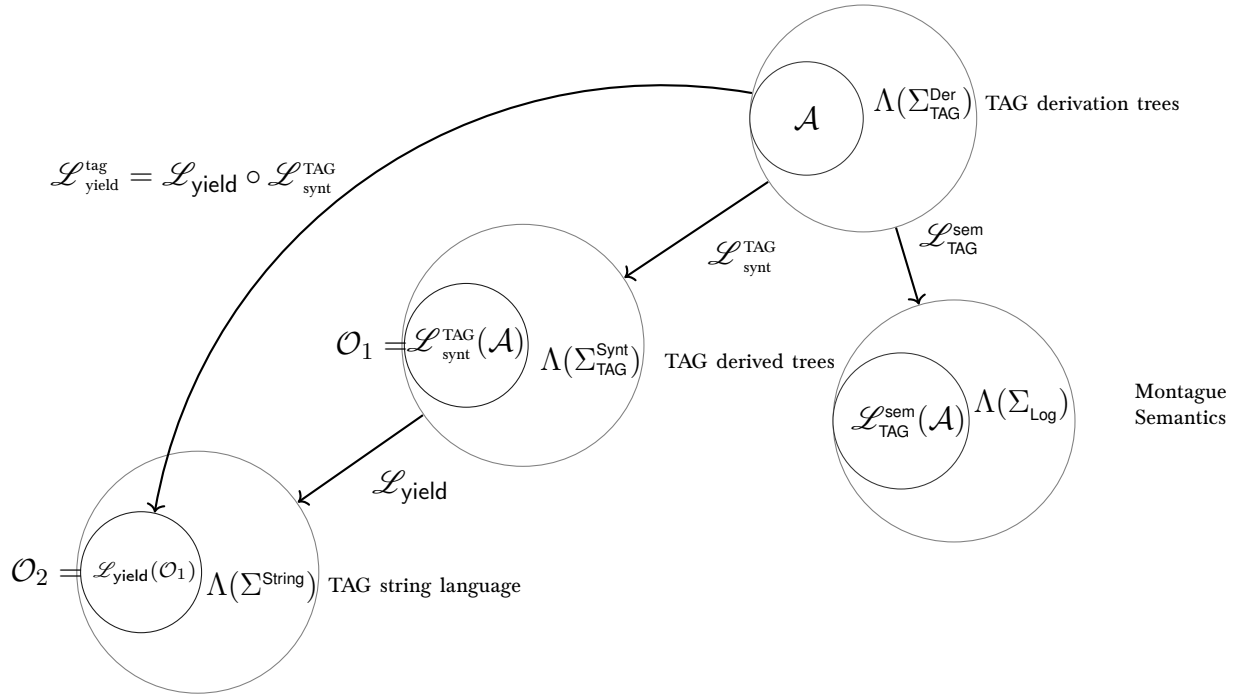 𝒜
Λ(Σ^Der_TAG) TAG derivation trees
ℒ^tag_yield = ℒ_yield ∘ ℒ^TAG_synt
ℒ^TAG_synt
ℒ^sem_TAG
𝒪₁ = ℒ^TAG_synt(𝒜)
Λ(Σ^Synt_TAG) TAG derived trees
ℒ^sem_TAG(𝒜)
Λ(Σ_Log)
Montague
Semantics
ℒ_yield
𝒪₂ = ℒ_yield(𝒪₁)
Λ(Σ^String) TAG string language